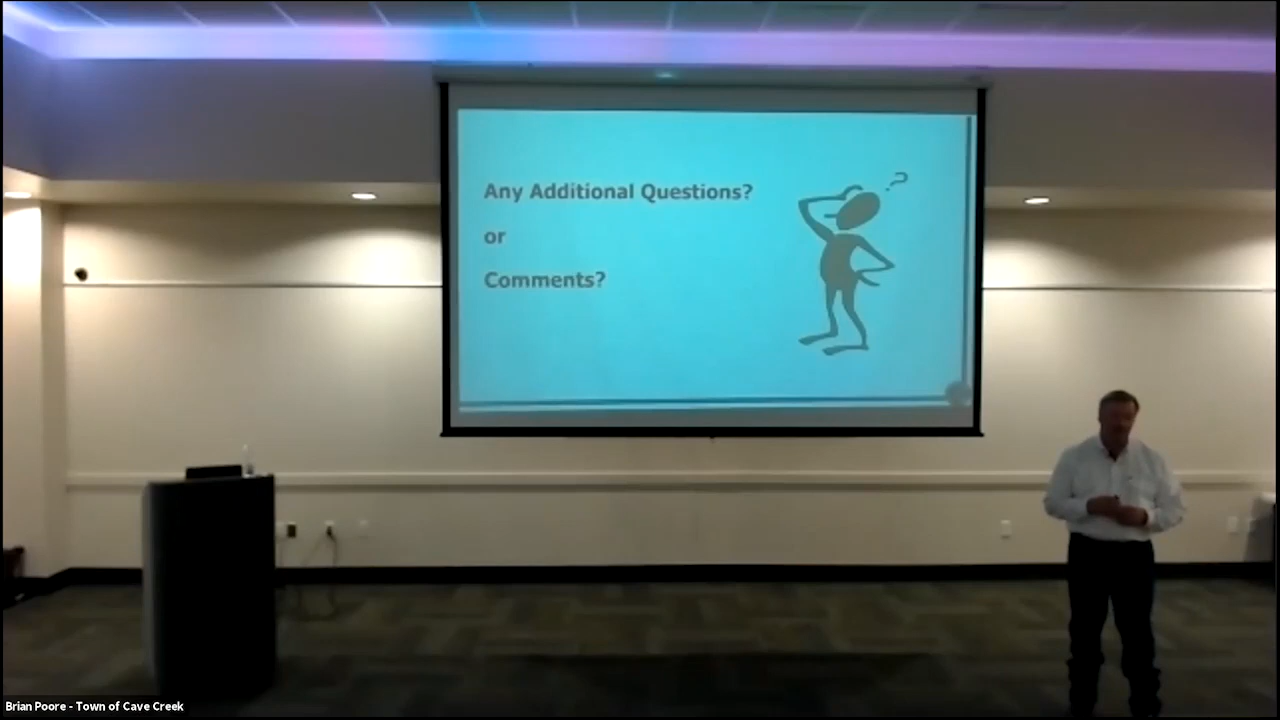 Any Additional Questions?
or
Comments?
?
Brian Poore - Town of Cave Creek